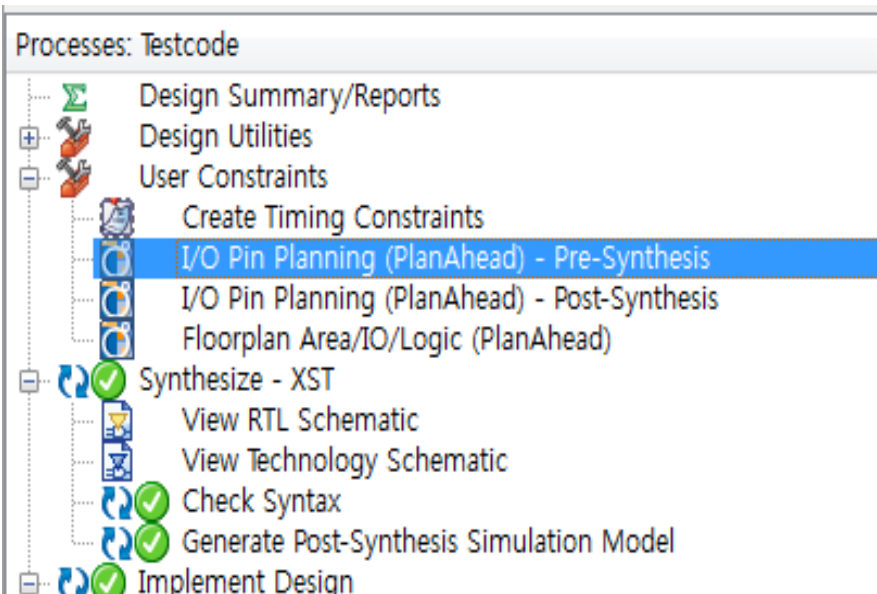 Processes: Testcode
Design Summary/Reports
Design Utilities
User Constraints
Create Timing Constraints
I/O Pin Planning (PlanAhead) - Pre-Synthesis
I/O Pin Planning (PlanAhead) - Post-Synthesis
Floorplan Area/IO/Logic (PlanAhead)
Synthesize - XST
View RTL Schematic
View Technology Schematic
Check Syntax
Generate Post-Synthesis Simulation Model
Implement Design